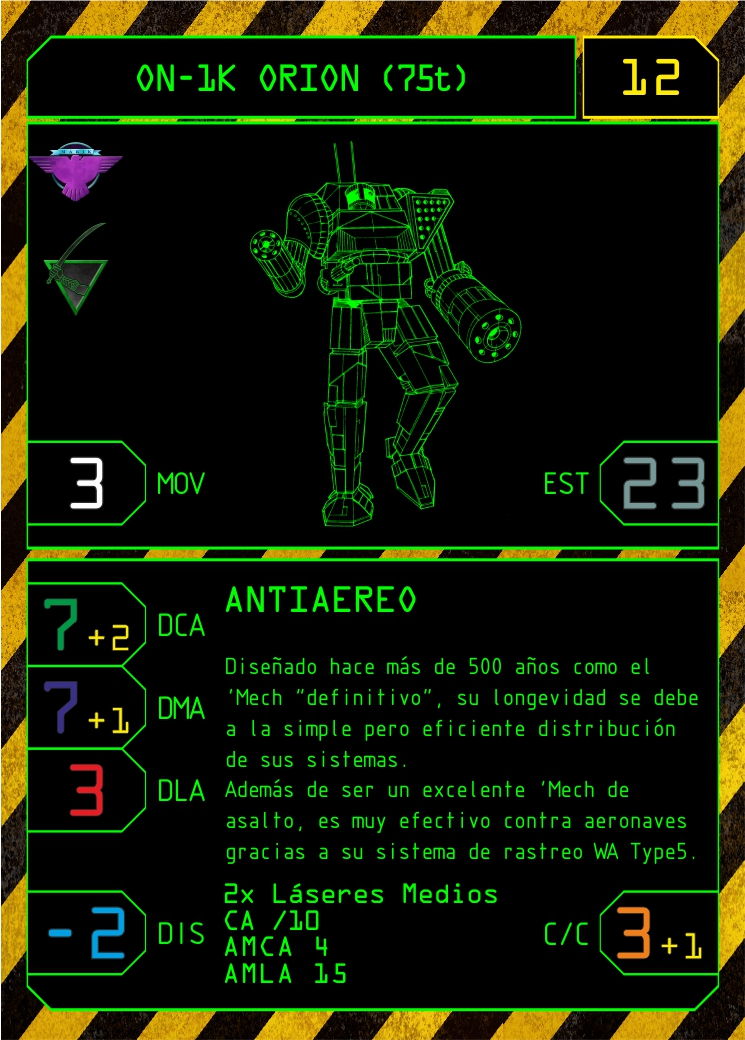 ON-1K ORION (75t)
12
MARIK
3 MOV
EST 23
7+2 DCA
7+1 DMA
3 DLA
ANTIAEREO
Diseñado hace más de 500 años como el
'Mech "definitivo", su longevidad se debe
a la simple pero eficiente distribución
de sus sistemas.
Además de ser un excelente 'Mech de
asalto, es muy efectivo contra aeronaves
gracias a su sistema de rastreo WA Type5.
-2 DIS
2x Láseres Medios
CA /10
AMCA 4
AMLA 15
C/C 3+1